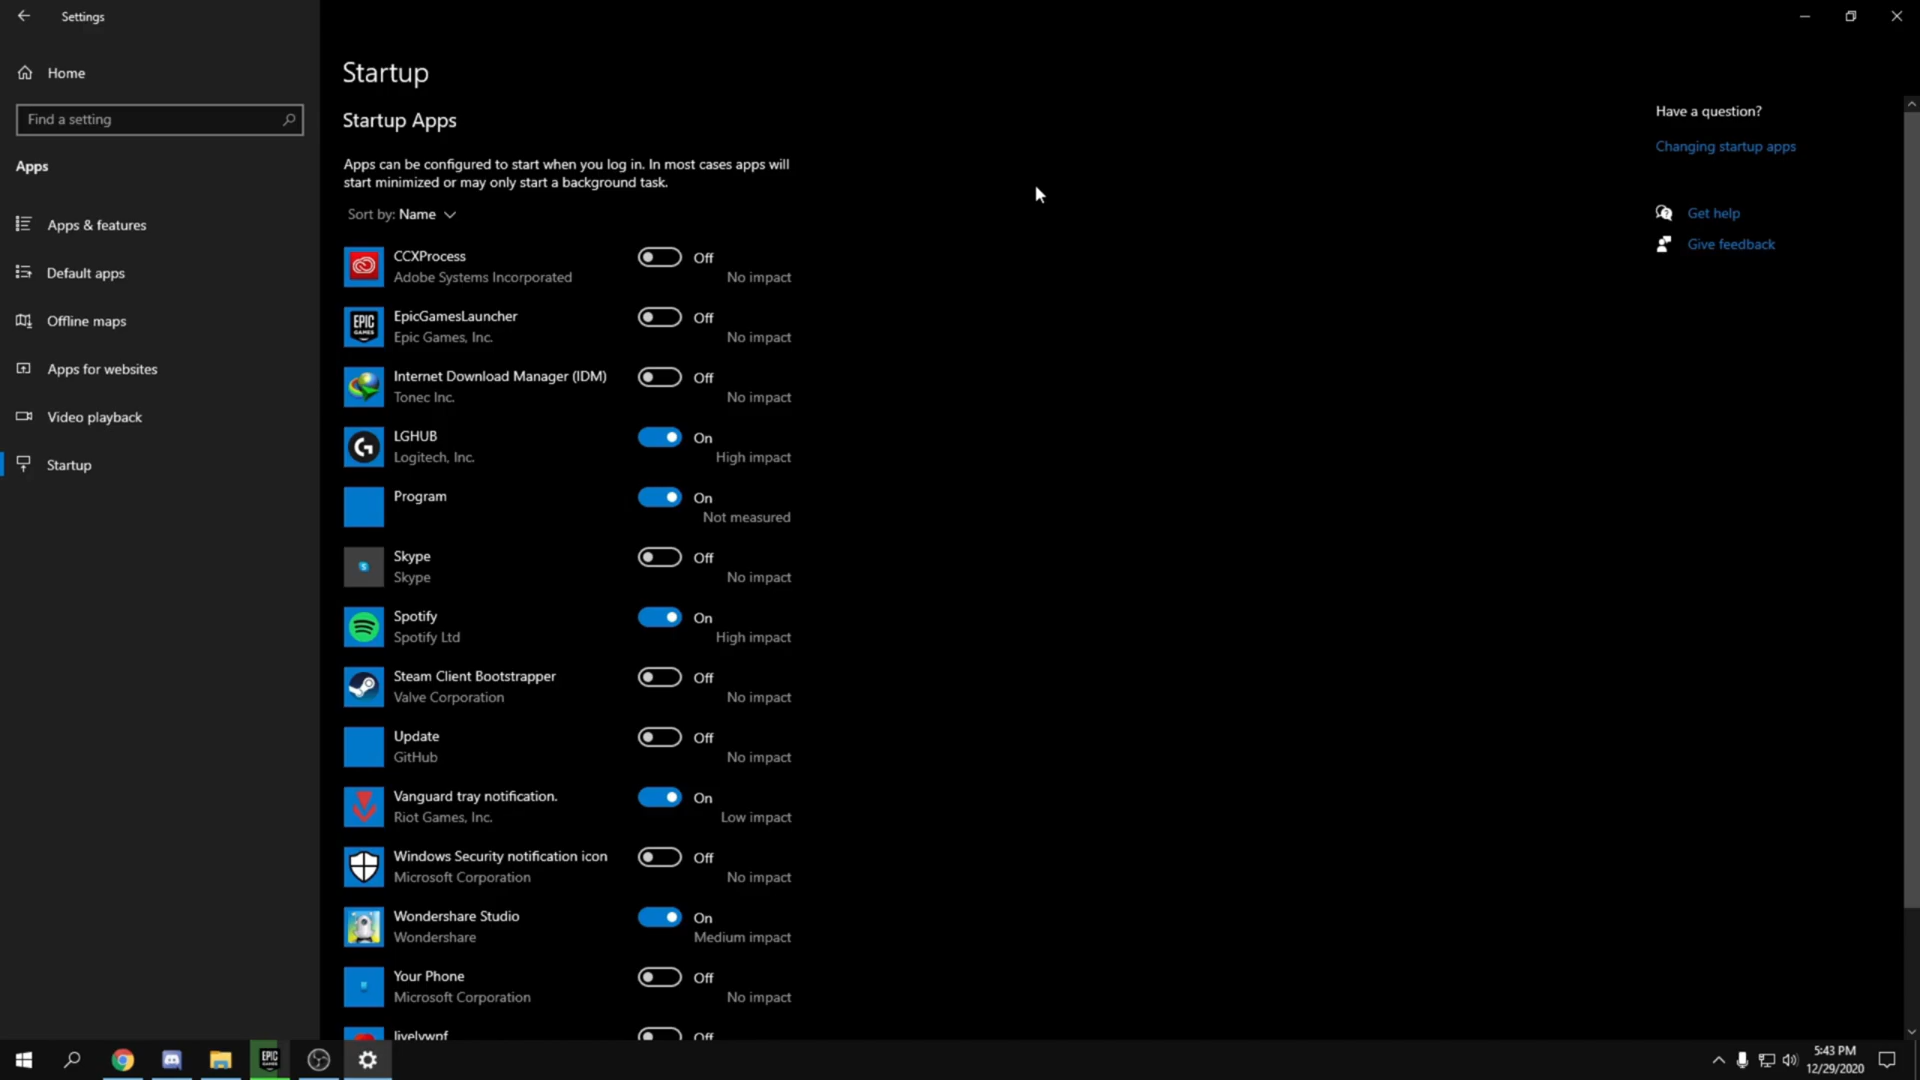 Settings
Home
Find a setting
Apps
Apps & features
Default apps
Offline maps
Apps for websites
Video playback
Startup
Startup
Startup Apps
Apps can be configured to start when you log in. In most cases apps will
start minimized or may only start a background task.
Sort by: Name
CCXProcess
Adobe Systems Incorporated
Off
No impact
EPIC
GAMES
EpicGamesLauncher
Epic Games, Inc.
Off
No impact
Internet Download Manager (IDM)
Tonec Inc.
Off
No impact
LGHUB
Logitech, Inc.
On
High impact
Program
On
Not measured
Skype
Skype
Off
No impact
Spotify
Spotify Ltd
On
High impact
Steam Client Bootstrapper
Valve Corporation
Off
No impact
Update
GitHub
Off
No impact
Vanguard tray notification.
Riot Games, Inc.
On
Low impact
Windows Security notification icon
Microsoft Corporation
Off
No impact
Wondershare Studio
Wondershare
On
Medium impact
Your Phone
Microsoft Corporation
Off
No impact
livelywpf
Off
Have a question?
Changing startup apps
Get help
Give feedback
EPIC
GAMES
5:43 PM
12/29/2020